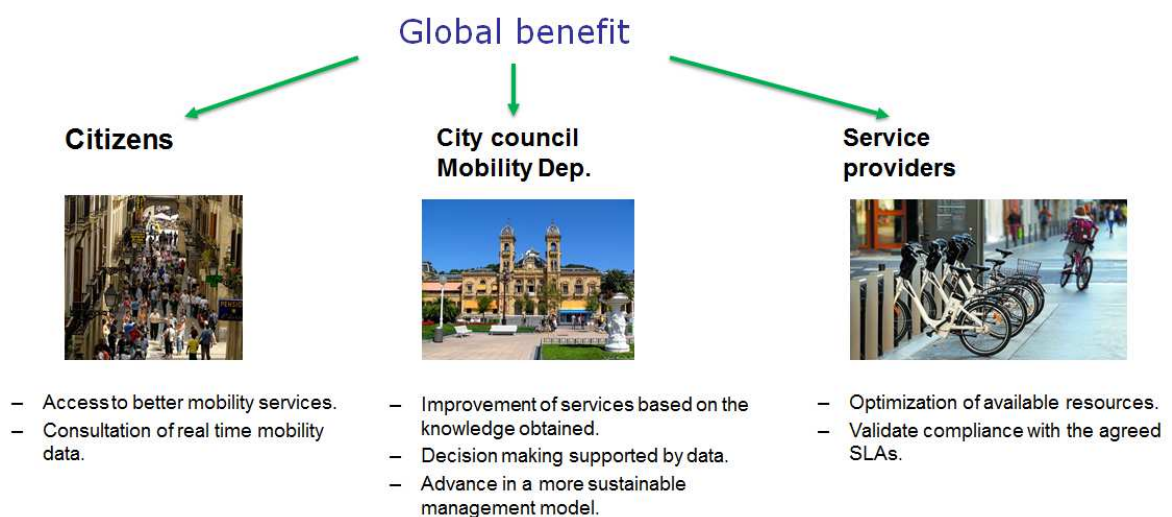 Global benefit
Citizens
City council
Mobility Dep.
Service
providers
PENSION
– Access to better mobility services.
– Consultation of real time mobility
data.
– Improvement of services based on the
knowledge obtained.
– Decision making supported by data.
– Advance in a more sustainable
management model.
– Optimization of available resources.
– Validate compliance with the agreed
SLAs.